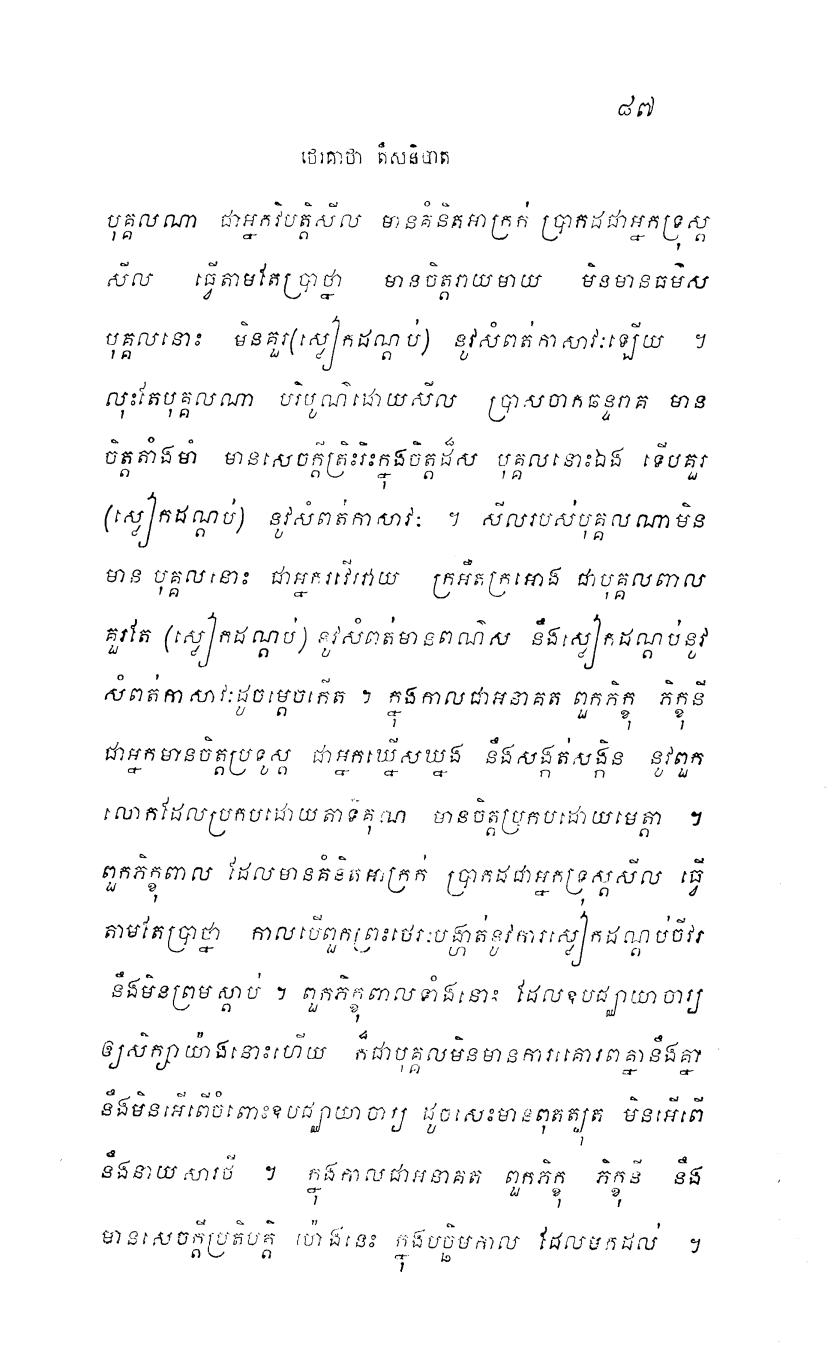 ៨៧
ថេរគាថា តឹសនិបាត
បុគ្គលណា ជាអ្នកវិបត្តិសីល មានគំនិតអាក្រក់ ប្រាកដជាអ្នកទ្រុស្ត
សីល ធ្វើតាមតែប្រាថ្នា មានចិត្តរាយមាយ មិនមានធម៌ស
បុគ្គលនោះ មិនគួរ(ស្លៀកដណ្តប់) នូវសំពត់កាសាវៈឡើយ ។
លុះតែបុគ្គលណា បរិបូណ៌ដោយសីល ប្រាសចាកឆន្ទរាគ មាន
ចិត្តតាំងមាំ មានសេចក្តីត្រិះរិះក្នុងចិត្តដ៏ស បុគ្គលនោះឯង ទើបគួរ
(ស្លៀកដណ្តប់) នូវសំពត់កាសាវៈ ។ សីលរបស់បុគ្គលណាមិន
មាន បុគ្គលនោះ ជាអ្នករវើរវាយ ក្រអឺតក្រអោង ជាបុគ្គលពាល
គួរតែ (ស្លៀកដណ្តប់) នូវសំពត់មានពណ៌ស នឹងស្លៀកដណ្តប់នូវ
សំពត់កាសាវៈដូចម្តេចកើត ។ ក្នុងកាលជាអនាគត ពួកភិក្ខុ ភិក្ខុនី
ជាអ្នកមានចិត្តប្រទូស្ត ជាអ្នកឃ្នើសឃ្នង នឹងសង្កត់សង្កិន នូវពួក
លោកដែលប្រកបដោយតាទិគុណ មានចិត្តប្រកបដោយមេត្តា ។
ពួកភិក្ខុពាល ដែលមានគំនិតអាក្រក់ ប្រាកដជាអ្នកទ្រុស្តសីល ធ្វើ
តាមតែប្រាថ្នា កាលបើពួកព្រះថេរៈបង្ហាត់នូវការស្លៀកដណ្តប់ចីវរ
នឹងមិនព្រមស្តាប់ ។ ពួកភិក្ខុពាលទាំងនោះ ដែលឧបជ្ឈាយាចារ្យ
ឲ្យសិក្សាយ៉ាងនោះហើយ ក៏ជាបុគ្គលមិនមានការគោរពគ្នានឹងគ្នា
នឹងមិនអើពើចំពោះឧបជ្ឈាយាចារ្យ ដូចសេះមានពុតត្បុត មិនអើពើ
នឹងនាយសារថី ។ ក្នុងកាលជាអនាគត ពួកភិក្ខុ ភិក្ខុនី នឹង
មានសេចក្តីប្រតិបត្តិ យ៉ាងនេះ ក្នុងបច្ឆិមកាល ដែលមកដល់ ។